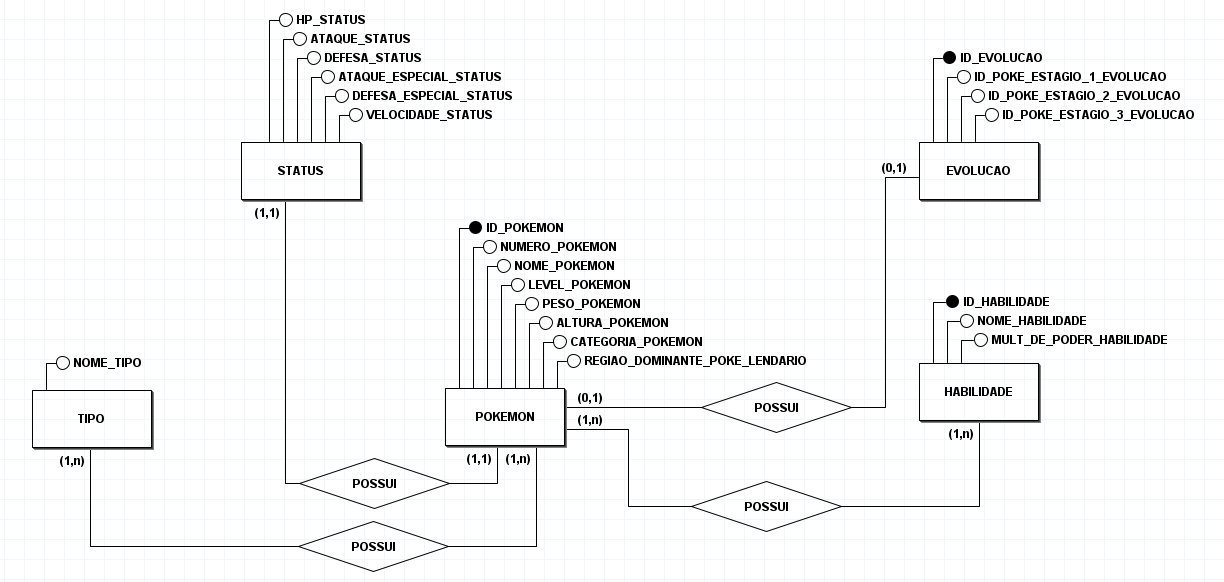 HP_STATUS
ATAQUE_STATUS
DEFESA_STATUS
ATAQUE_ESPECIAL_STATUS
DEFESA_ESPECIAL_STATUS
VELOCIDADE_STATUS
STATUS
(1,1)
ID_EVOLUCAO
ID_POKE_ESTAGIO_1_EVOLUCAO
ID_POKE_ESTAGIO_2_EVOLUCAO
ID_POKE_ESTAGIO_3_EVOLUCAO
(0,1)
EVOLUCAO
ID_POKEMON
NUMERO_POKEMON
NOME_POKEMON
LEVEL_POKEMON
PESO_POKEMON
ALTURA_POKEMON
CATEGORIA_POKEMON
REGIAO_DOMINANTE_POKE_LENDARIO
POKEMON
(0,1)
(1,n)
(1,1)
(1,n)
ID_HABILIDADE
NOME_HABILIDADE
MULT_DE_PODER_HABILIDADE
HABILIDADE
(1,n)
NOME_TIPO
TIPO
(1,n)
POSSUI
POSSUI
POSSUI
POSSUI